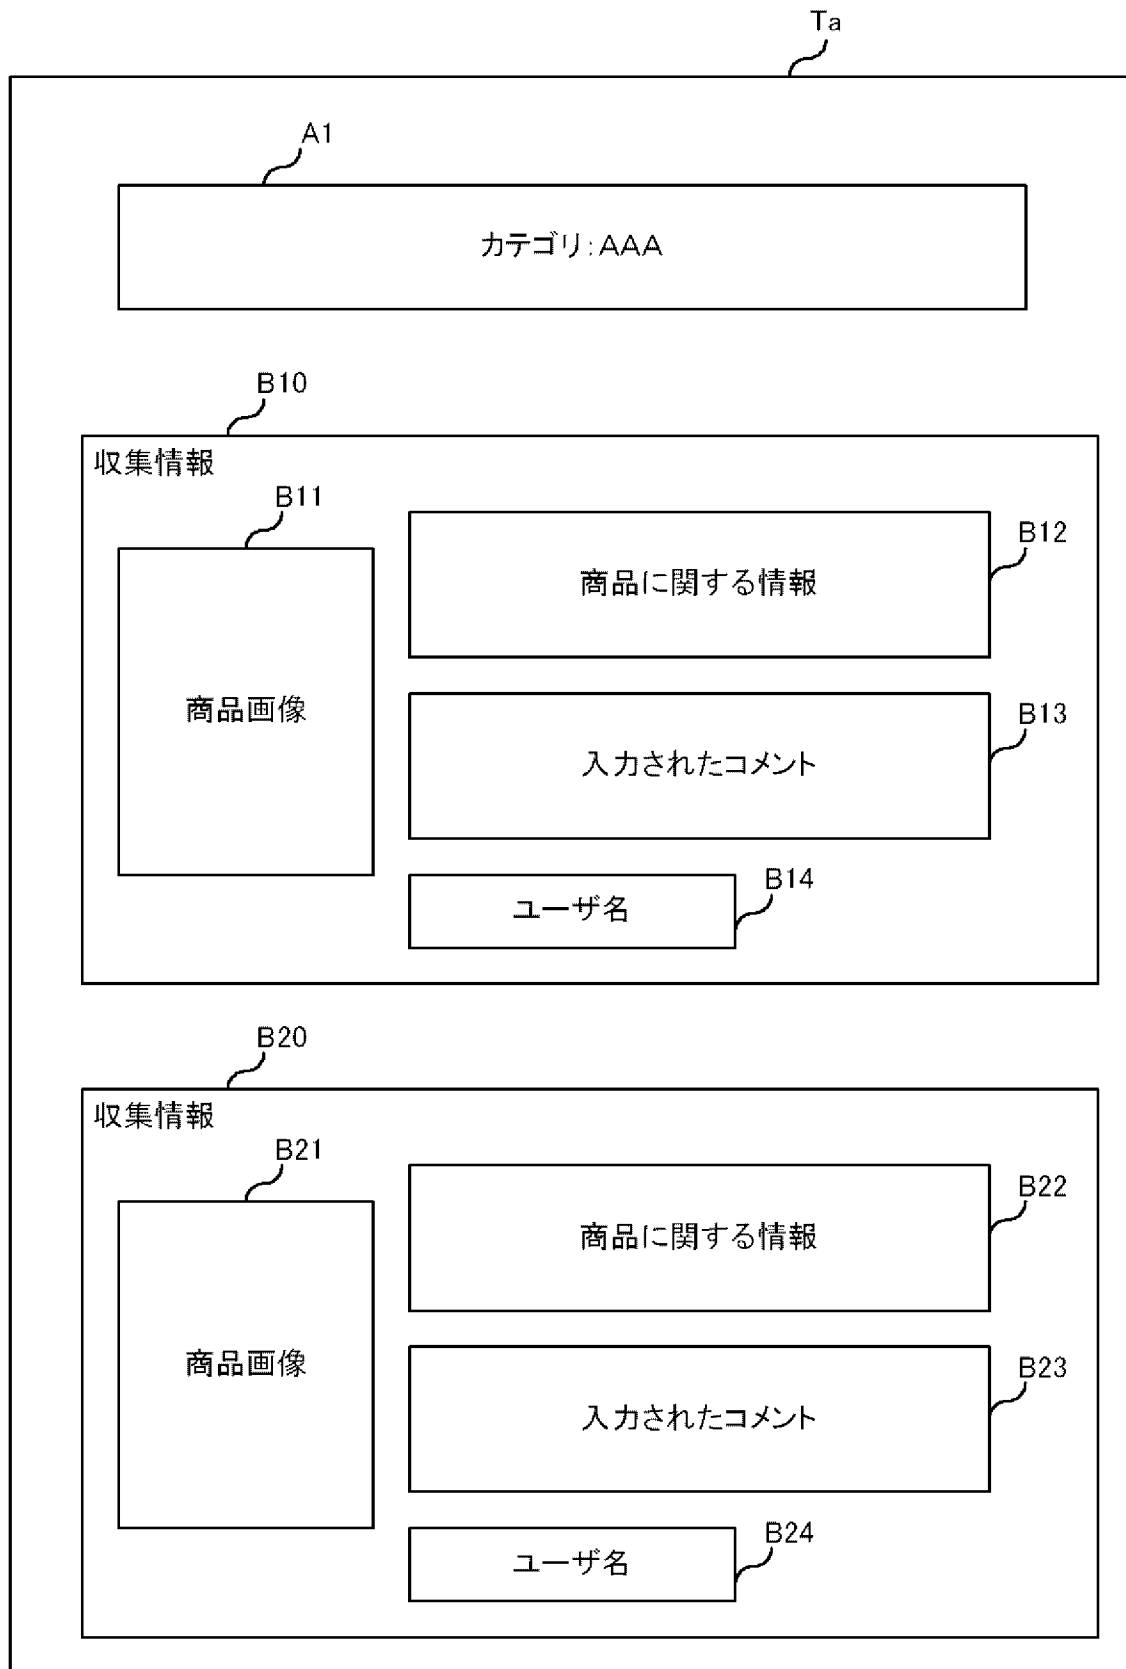 Ta
A1
カテゴリ:AAA
B10
収集情報
B11
B12
商品に関する情報
商品画像
B13
入力されたコメント
B14
ユーザ名
B20
収集情報
B21
B22
商品に関する情報
商品画像
B23
入力されたコメント
B24
ユーザ名